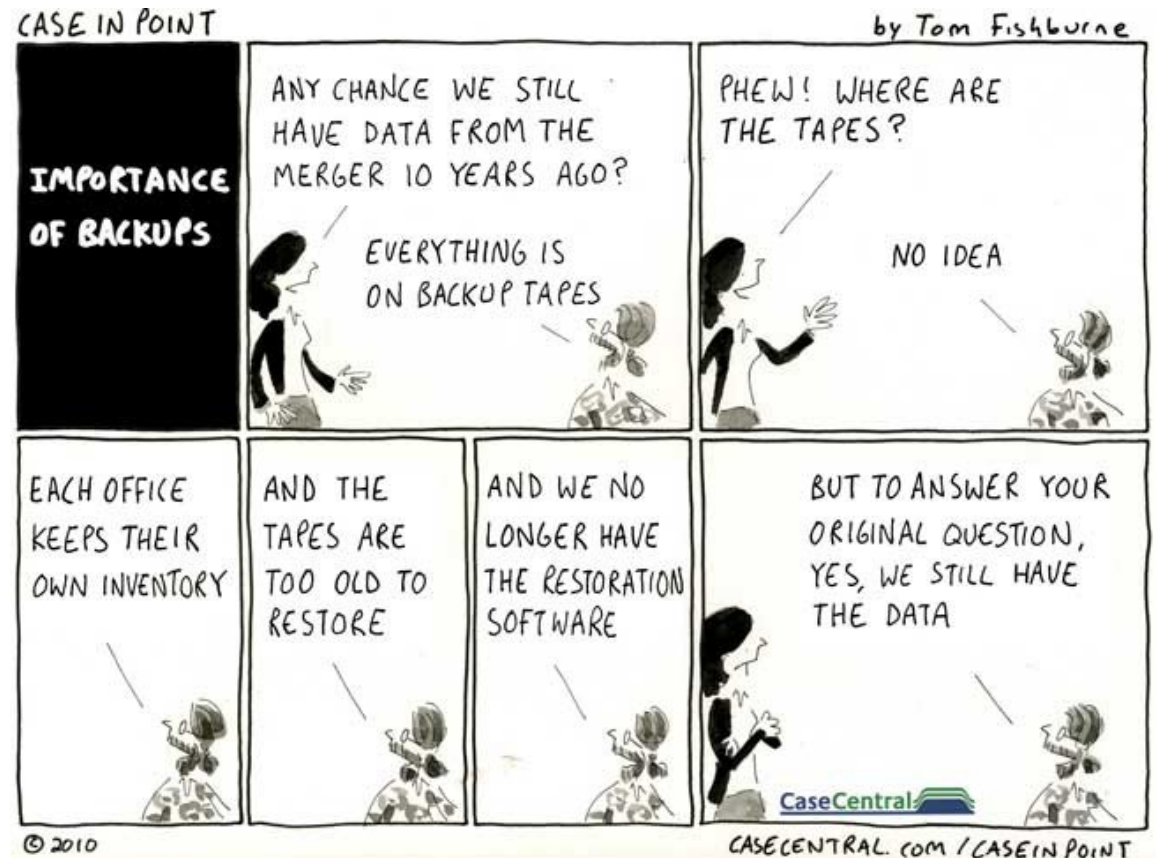 CASE IN POINT
by Tom Fishburne
IMPORTANCE
OF BACKUPS
ANY CHANCE WE STILL
HAVE DATA FROM THE
MERGER 10 YEARS AGO?
EVERYTHING IS
ON BACKUP TAPES
PHEW! WHERE ARE
THE TAPES?
NO IDEA
EACH OFFICE
KEEPS THEIR
OWN INVENTORY
AND THE
TAPES ARE
TOO OLD TO
RESTORE
AND WE NO
LONGER HAVE
THE RESTORATION
SOFTWARE
BUT TO ANSWER YOUR
ORIGINAL QUESTION,
YES, WE STILL HAVE
THE DATA
CaseCentral
© 2010
CASECENTRAL.COM/CASEINPOINT